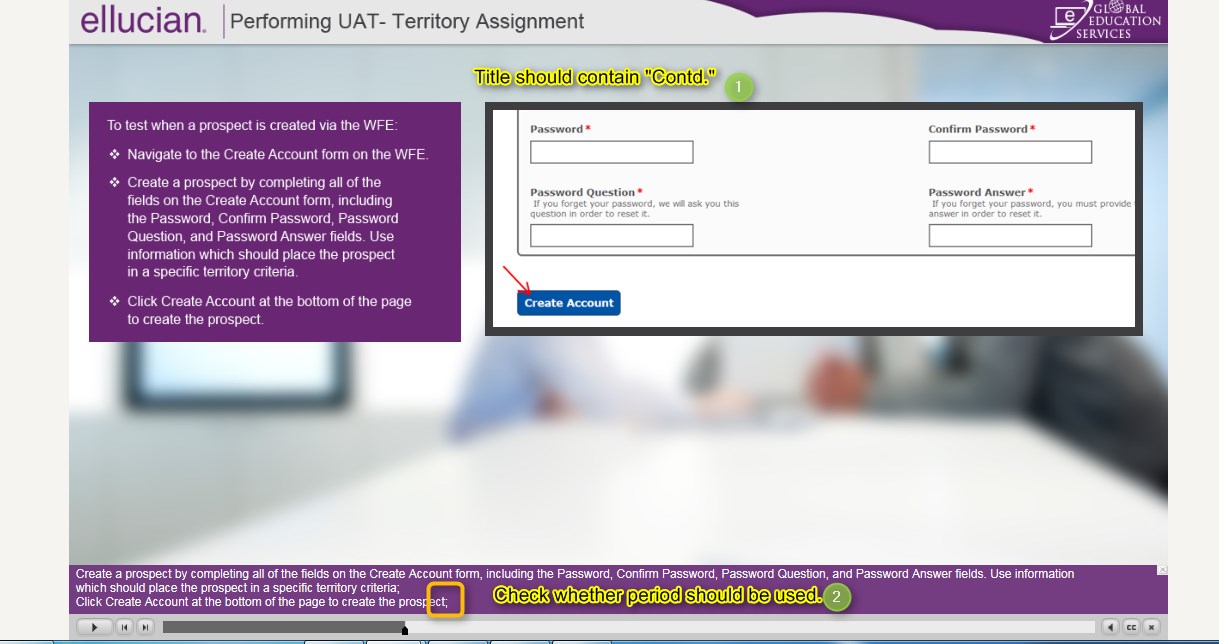 ellucian.
Performing UAT- Territory Assignment
GLOBAL
EDUCATION
SERVICES
Title should contain "Contd."
1
To test when a prospect is created via the WFE:
❖ Navigate to the Create Account form on the WFE.
❖ Create a prospect by completing all of the
fields on the Create Account form, including
the Password, Confirm Password, Password
Question, and Password Answer fields. Use
information which should place the prospect
in a specific territory criteria.
❖ Click Create Account at the bottom of the page
to create the prospect.
Password *
Confirm Password *
Password Question *
If you forget your password, we will ask you this
question in order to reset it.
Password Answer *
If you forget your password, you must provide
answer in order to reset it.
Create Account
Create a prospect by completing all of the fields on the Create Account form, including the Password, Confirm Password, Password Question, and Password Answer fields. Use information
which should place the prospect in a specific territory criteria;
Click Create Account at the bottom of the page to create the prospect;
Check whether period should be used.
2
CC